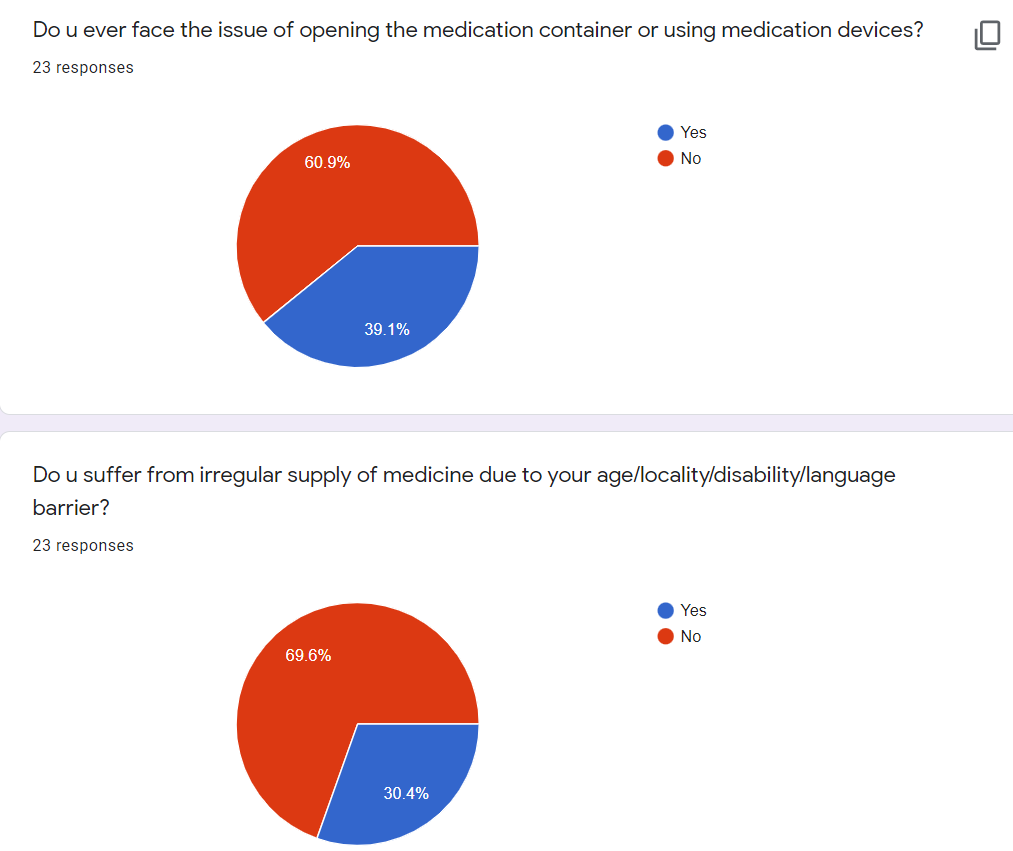 Do u ever face the issue of opening the medication container or using medication devices?
23 responses
Yes
No
60.9%
39.1%
Do u suffer from irregular supply of medicine due to your age/locality/disability/language
barrier?
23 responses
Yes
No
69.6%
30.4%